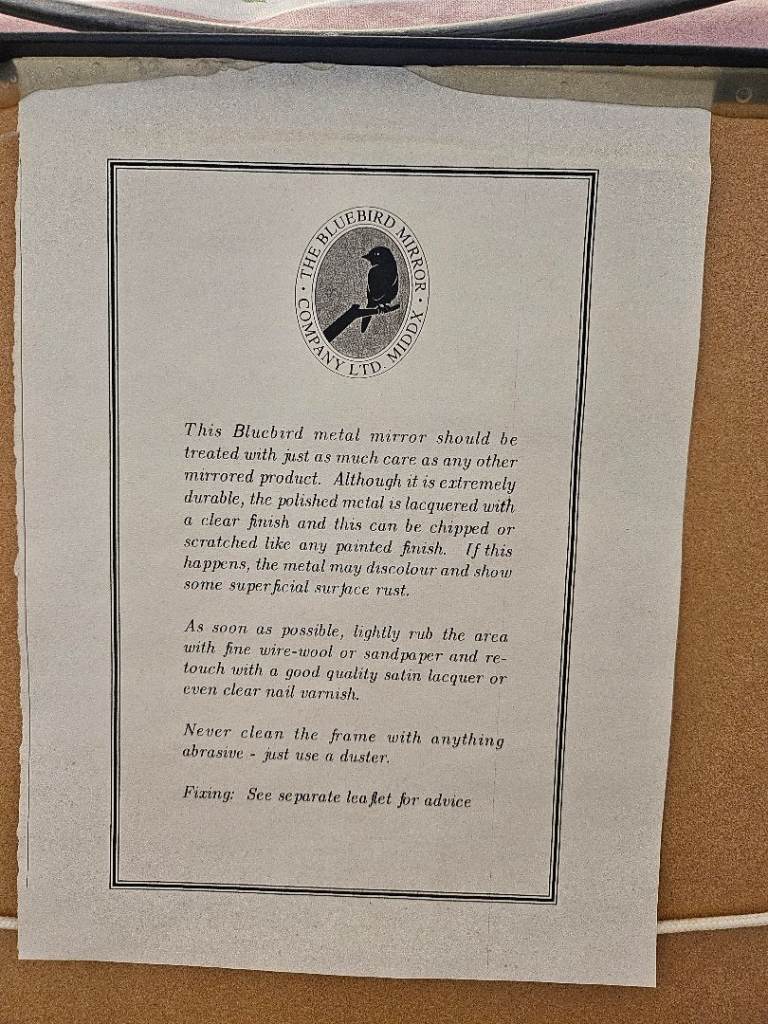 THE BLUEBIRD MIRROR
COMPANY LTD. MIDDX
This Bluebird metal mirror should be
treated with just as much care as any other
mirrored product. Although it is extremely
durable, the polished metal is lacquered with
a clear finish and this can be chipped or
scratched like any painted finish. If this
happens, the metal may discolour and show
some superficial surface rust.
As soon as possible, lightly rub the area
with fine wire-wool or sandpaper and re-
touch with a good quality satin lacquer or
even clear nail varnish.
Never clean the frame with anything
abrasive - just use a duster.
Fixing: See separate leaflet for advice